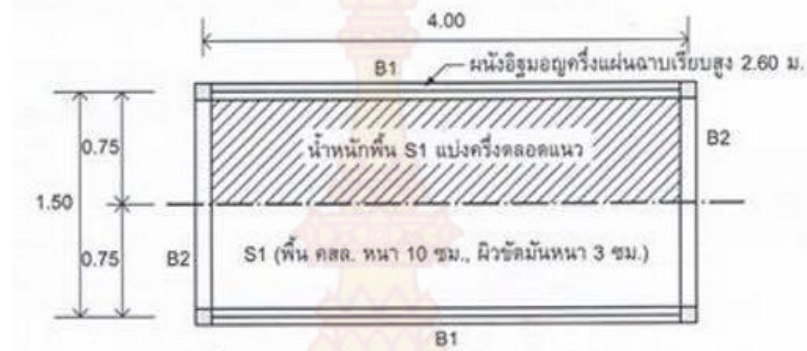 4.00
B1
ผนังอิฐมอญครึ่งแผ่นฉาบเรียบสูง 2.60 ม.
0.75
น้ำหนักพื้น S1 แบ่งครึ่งตลอดแนว
B2
1.50
0.75
B2
S1 (พื้น คสล. หนา 10 ซม., ผิวขัดมันหนา 3 ซม.)
B1